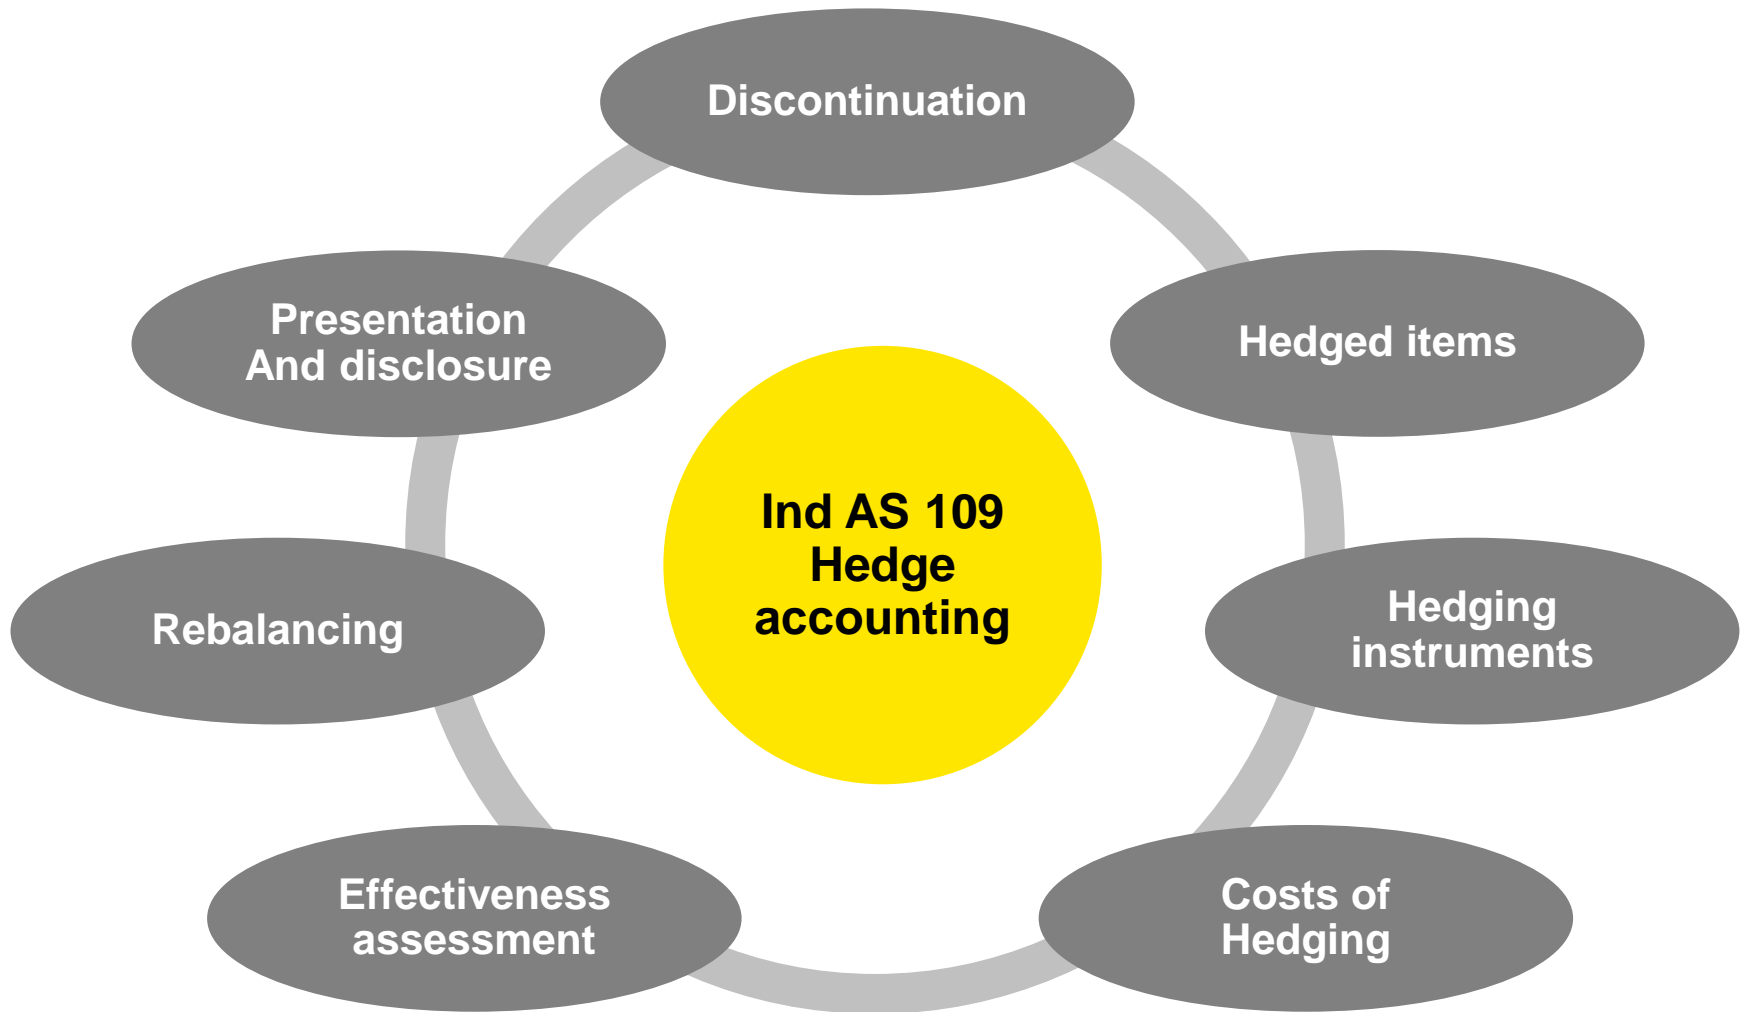 Discontinuation
Presentation
And disclosure
Hedged items
Ind AS 109
Hedge
accounting
Rebalancing
Hedging
instruments
Effectiveness
assessment
Costs of
Hedging